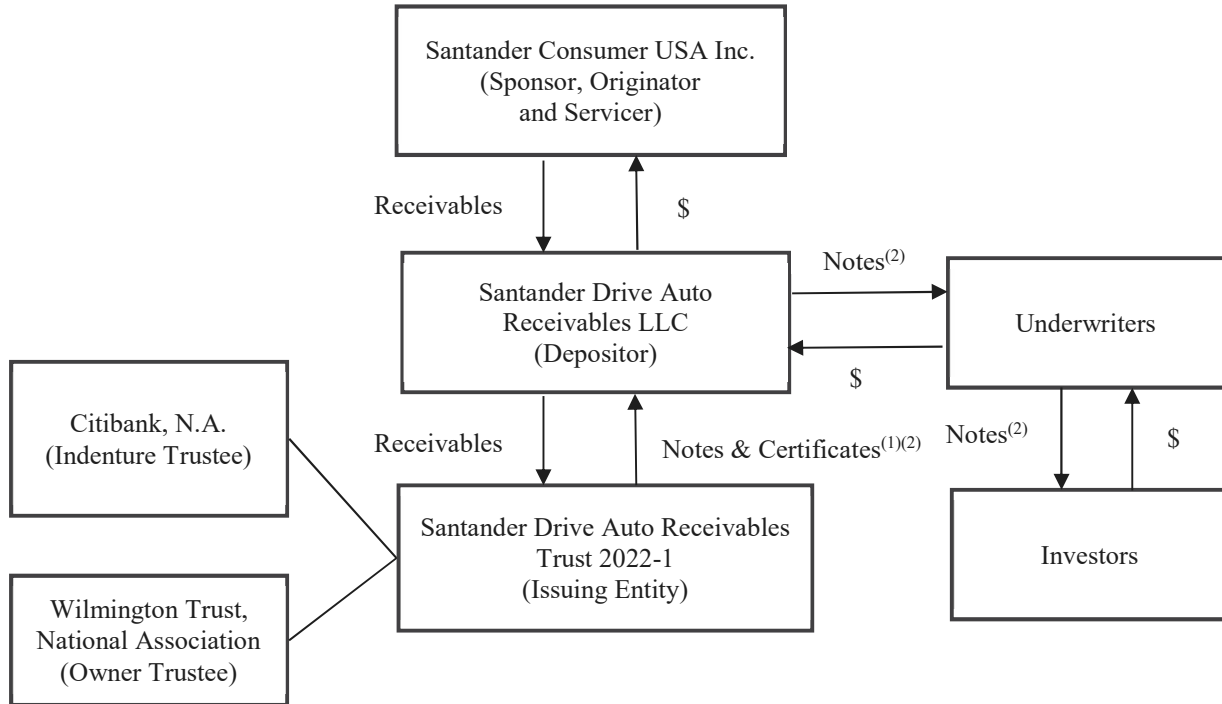 Santander Consumer USA Inc.
(Sponsor, Originator
and Servicer)
Receivables
$
Santander Drive Auto
Receivables LLC
(Depositor)
Notes(2)
$
Underwriters
Citibank, N.A.
(Indenture Trustee)
Receivables
Notes & Certificates(1)(2)
Notes(2)
$
Santander Drive Auto Receivables
Trust 2022-1
(Issuing Entity)
Investors
Wilmington Trust,
National Association
(Owner Trustee)